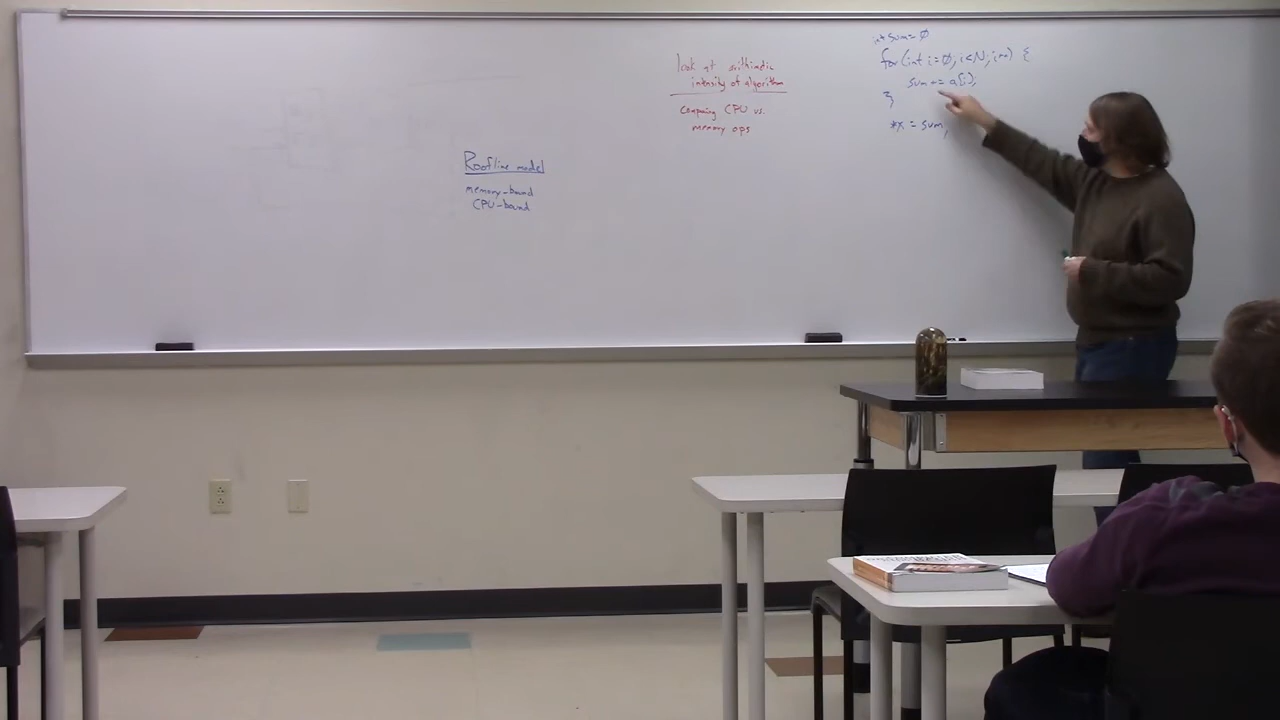 Roofline model
memory-bound
CPU-bound
look at arithmetic
intensity of algorithm
comparing CPU vs.
memory ops
int sum = 0
for (int i=0; i<N; i++) {
sum += a[i];
}
*x = sum;